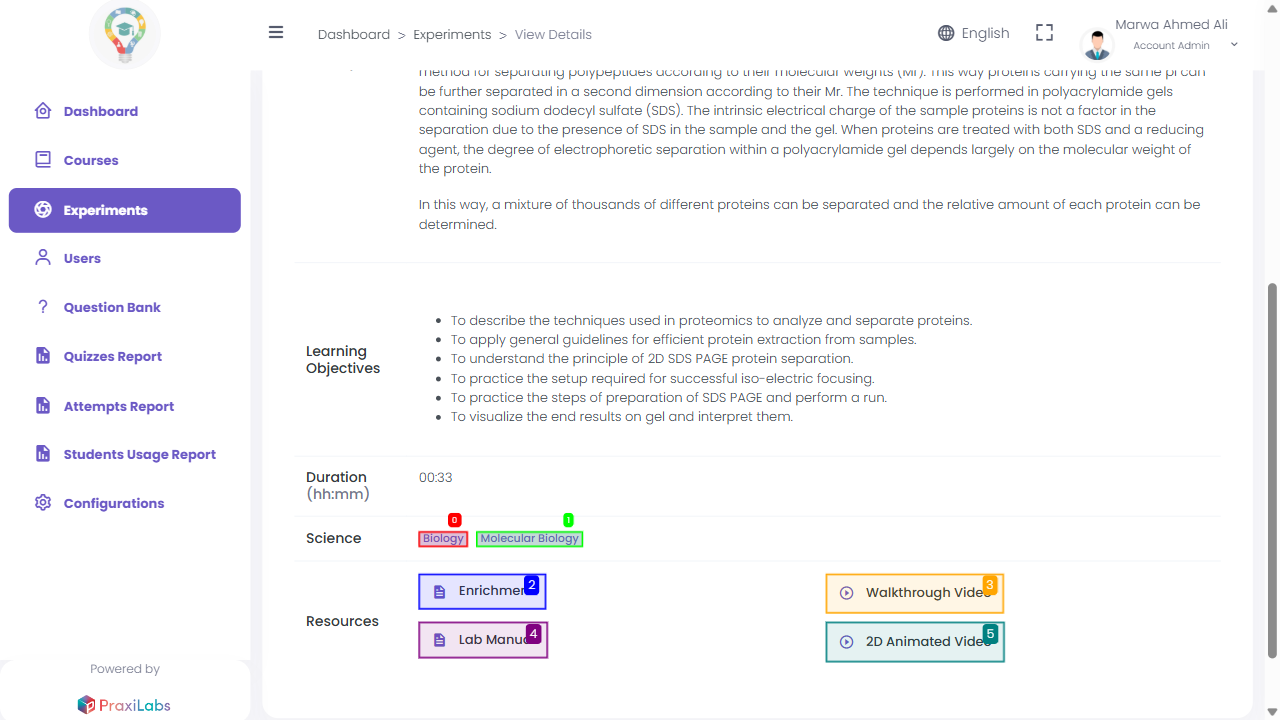 Dashboard > Experiments > View Details
English
Marwa Ahmed Ali
Account Admin
Dashboard
Courses
Experiments
Users
Question Bank
Quizzes Report
Attempts Report
Students Usage Report
Configurations
Powered by
PraxiLabs
method for separating polypeptides according to their molecular weights (Mr). This way proteins carrying the same pI can
be further separated in a second dimension according to their Mr. The technique is performed in polyacrylamide gels
containing sodium dodecyl sulfate (SDS). The intrinsic electrical charge of the sample proteins is not a factor in the
separation due to the presence of SDS in the sample and the gel. When proteins are treated with both SDS and a reducing
agent, the degree of electrophoretic separation within a polyacrylamide gel depends largely on the molecular weight of
the protein.
In this way, a mixture of thousands of different proteins can be separated and the relative amount of each protein can be
determined.
Learning
Objectives
• To describe the techniques used in proteomics to analyze and separate proteins.
• To apply general guidelines for efficient protein extraction from samples.
• To understand the principle of 2D SDS PAGE protein separation.
• To practice the setup required for successful iso-electric focusing.
• To practice the steps of preparation of SDS PAGE and perform a run.
• To visualize the end results on gel and interpret them.
Duration
(hh:mm)
00:33
0
1
Science
Biology
Molecular Biology
Resources
2
3
Walkthrough Video
4
Lab Manu
5
2D Animated Video